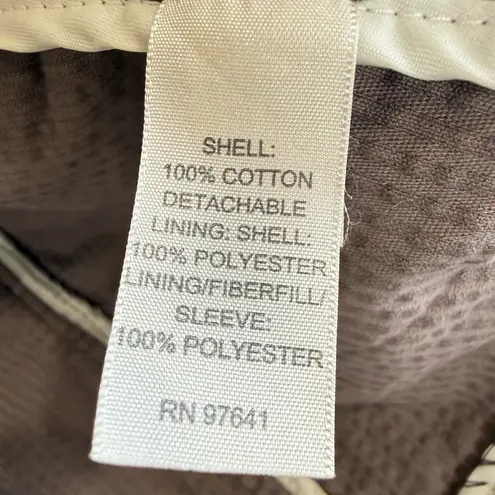 SHELL:
100% COTTON
DETACHABLE
LINING: SHELL:
100% POLYESTER
LINING/FIBERFILL/
SLEEVE:
100% POLYESTER
RN 97641